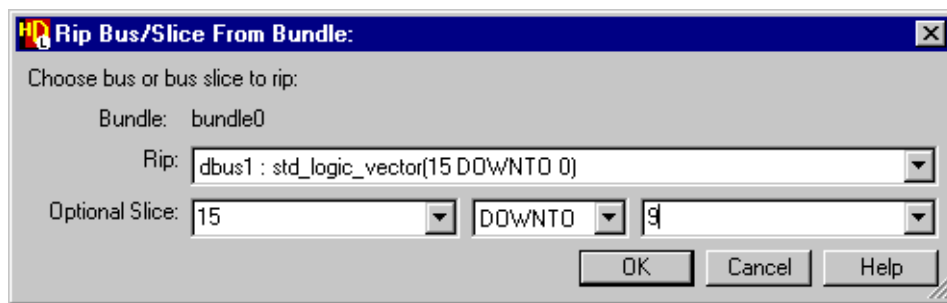 HDL Rip Bus/Slice From Bundle:
Choose bus or bus slice to rip:
Bundle: bundle0
Rip: dbus1 : std_logic_vector(15 DOWNTO 0)
Optional Slice: 15 DOWNTO 9
OK Cancel Help